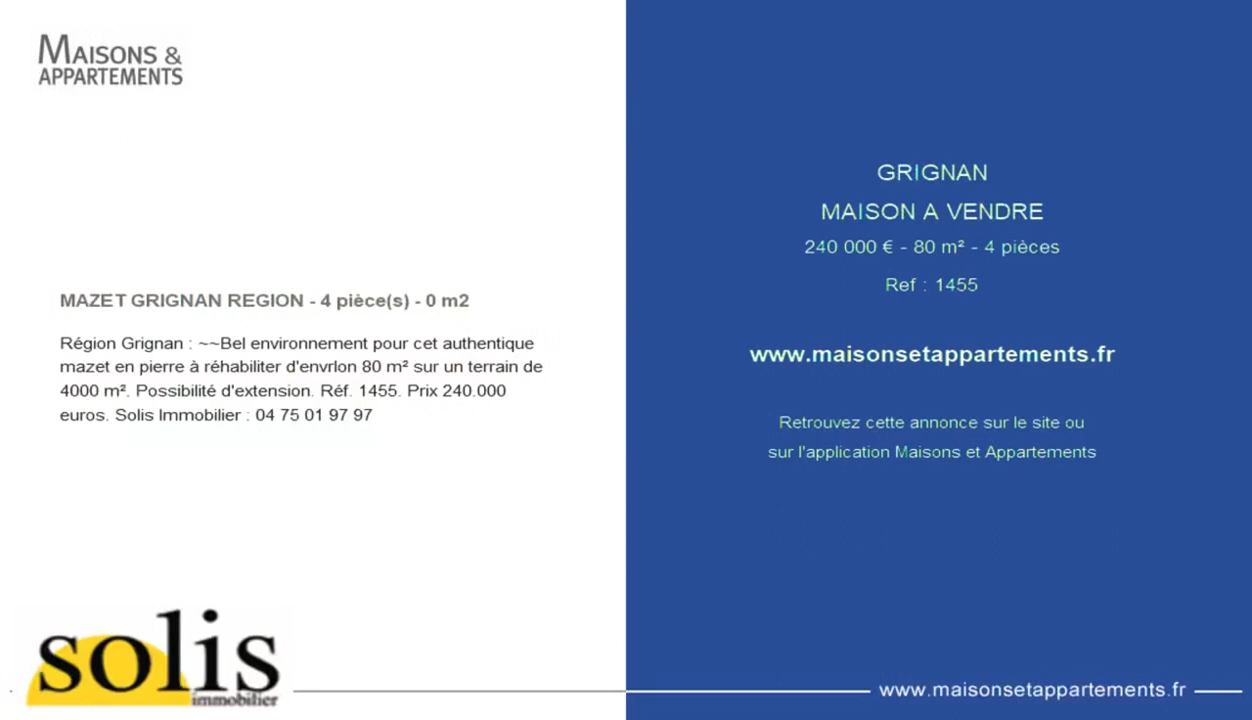 MAISONS &
APPARTEMENTS
MAZET GRIGNAN REGION - 4 pièce(s) - 0 m2
Région Grignan : ~~Bel environnement pour cet authentique
mazet en pierre à réhabiliter d'envrlon 80 m² sur un terrain de
4000 m². Possibilité d'extension. Réf. 1455. Prix 240.000
euros. Solis Immobilier : 04 75 01 97 97
solis
immobilier
GRIGNAN
MAISON A VENDRE
240 000 € - 80 m² - 4 pièces
Ref : 1455
www.maisonsetappartements.fr
Retrouvez cette annonce sur le site ou
sur l'application Maisons et Appartements
www.maisonsetappartements.fr